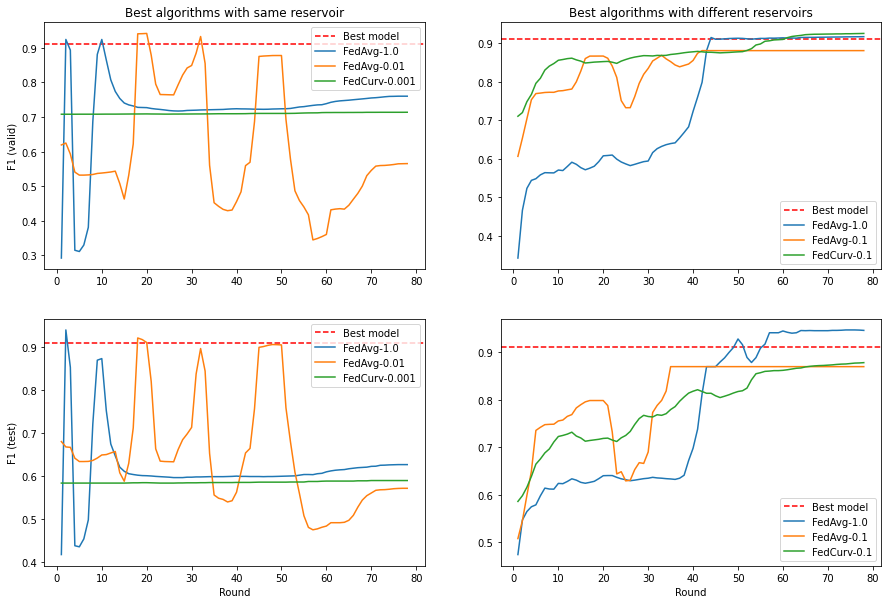 Best algorithms with same reservoir
F1 (valid)
0.9
0.8
0.7
0.6
0.5
0.4
0.3
0 10 20 30 40 50 60 70 80
Best model
FedAvg-1.0
FedAvg-0.01
FedCurv-0.001
Best algorithms with different reservoirs
0.9
0.8
0.7
0.6
0.5
0.4
0 10 20 30 40 50 60 70 80
Best model
FedAvg-1.0
FedAvg-0.1
FedCurv-0.1
F1 (test)
0.9
0.8
0.7
0.6
0.5
0.4
0 10 20 30 40 50 60 70 80
Round
Best model
FedAvg-1.0
FedAvg-0.01
FedCurv-0.001
0.9
0.8
0.7
0.6
0.5
0 10 20 30 40 50 60 70 80
Round
Best model
FedAvg-1.0
FedAvg-0.1
FedCurv-0.1